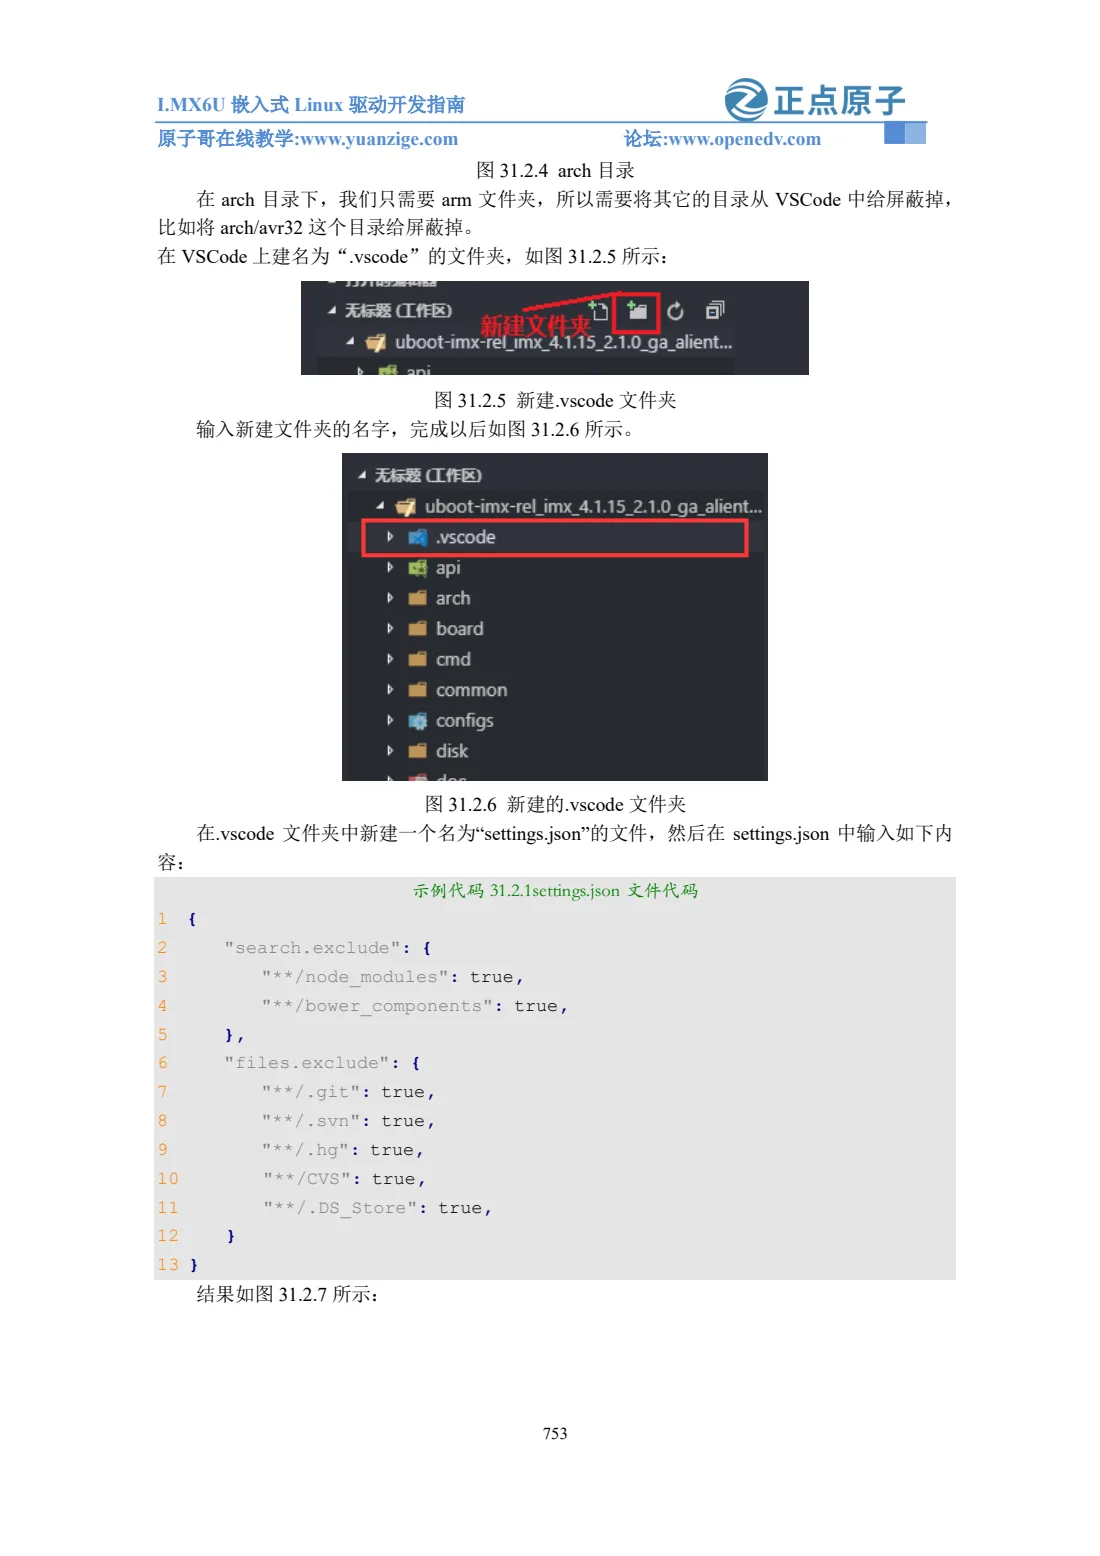 I.MX6U 嵌入式 Linux 驱动开发指南
正点原子
原子哥在线教学:www.yuanzige.com 论坛:www.openedv.com
图 31.2.4 arch 目录
在 arch 目录下，我们只需要 arm 文件夹，所以需要将其它的目录从 VSCode 中给屏蔽掉，
比如将 arch/avr32 这个目录给屏蔽掉。
在 VSCode 上建名为“.vscode”的文件夹，如图 31.2.5 所示：
无标题 (工作区)
新建文件夹
uboot-imx-rel_imx_4.1.15_2.1.0_ga_alient...
api
图 31.2.5 新建.vscode 文件夹
输入新建文件夹的名字，完成以后如图 31.2.6 所示。
无标题 (工作区)
uboot-imx-rel_imx_4.1.15_2.1.0_ga_alient...
.vscode
api
arch
board
cmd
common
configs
disk
图 31.2.6 新建的.vscode 文件夹
在.vscode 文件夹中新建一个名为“settings.json”的文件，然后在 settings.json 中输入如下内
容：
示例代码 31.2.1settings.json 文件代码
1 {
2 "search.exclude": {
3 "**/node_modules": true,
4 "**/bower_components": true,
5 },
6 "files.exclude": {
7 "**/.git": true,
8 "**/.svn": true,
9 "**/.hg": true,
10 "**/CVS": true,
11 "**/.DS_Store": true,
12 }
13 }
结果如图 31.2.7 所示：
753